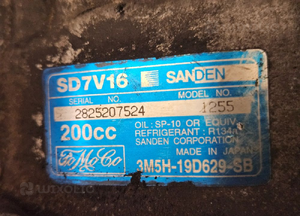 SD7V16 SANDEN
SERIAL NO. MODEL NO.
2825207524 1255
200cc OIL: SP-10 OR EQUIV.
REFRIGERANT: R134a
SANDEN CORPORATION
FoMoCo MADE IN JAPAN
3M5H-19D629-SB